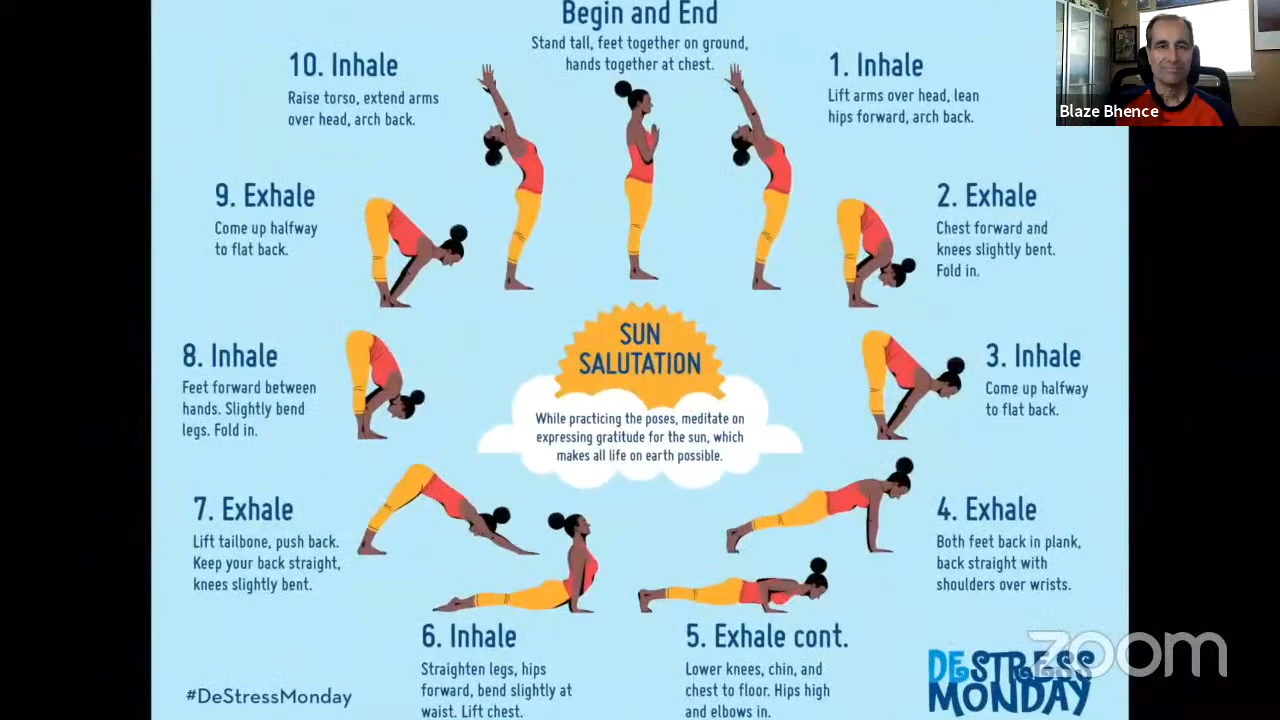 Begin and End
Stand tall, feet together on ground,
hands together at chest.
1. Inhale
Lift arms over head, lean
hips forward, arch back.
2. Exhale
Chest forward and
knees slightly bent.
Fold in.
3. Inhale
Come up halfway
to flat back.
4. Exhale
Both feet back in plank,
back straight with
shoulders over wrists.
5. Exhale cont.
Lower knees, chin, and
chest to floor. Hips high
and elbows in.
6. Inhale
Straighten legs, hips
forward, bend slightly at
waist. Lift chest.
7. Exhale
Lift tailbone, push back.
Keep your back straight,
knees slightly bent.
8. Inhale
Feet forward between
hands. Slightly bend
legs. Fold in.
9. Exhale
Come up halfway
to flat back.
10. Inhale
Raise torso, extend arms
over head, arch back.
SUN
SALUTATION
While practicing the poses, meditate on
expressing gratitude for the sun, which
makes all life on earth possible.
#DeStressMonday
DESTRESS
MONDAY
zoom
Blaze Bhence